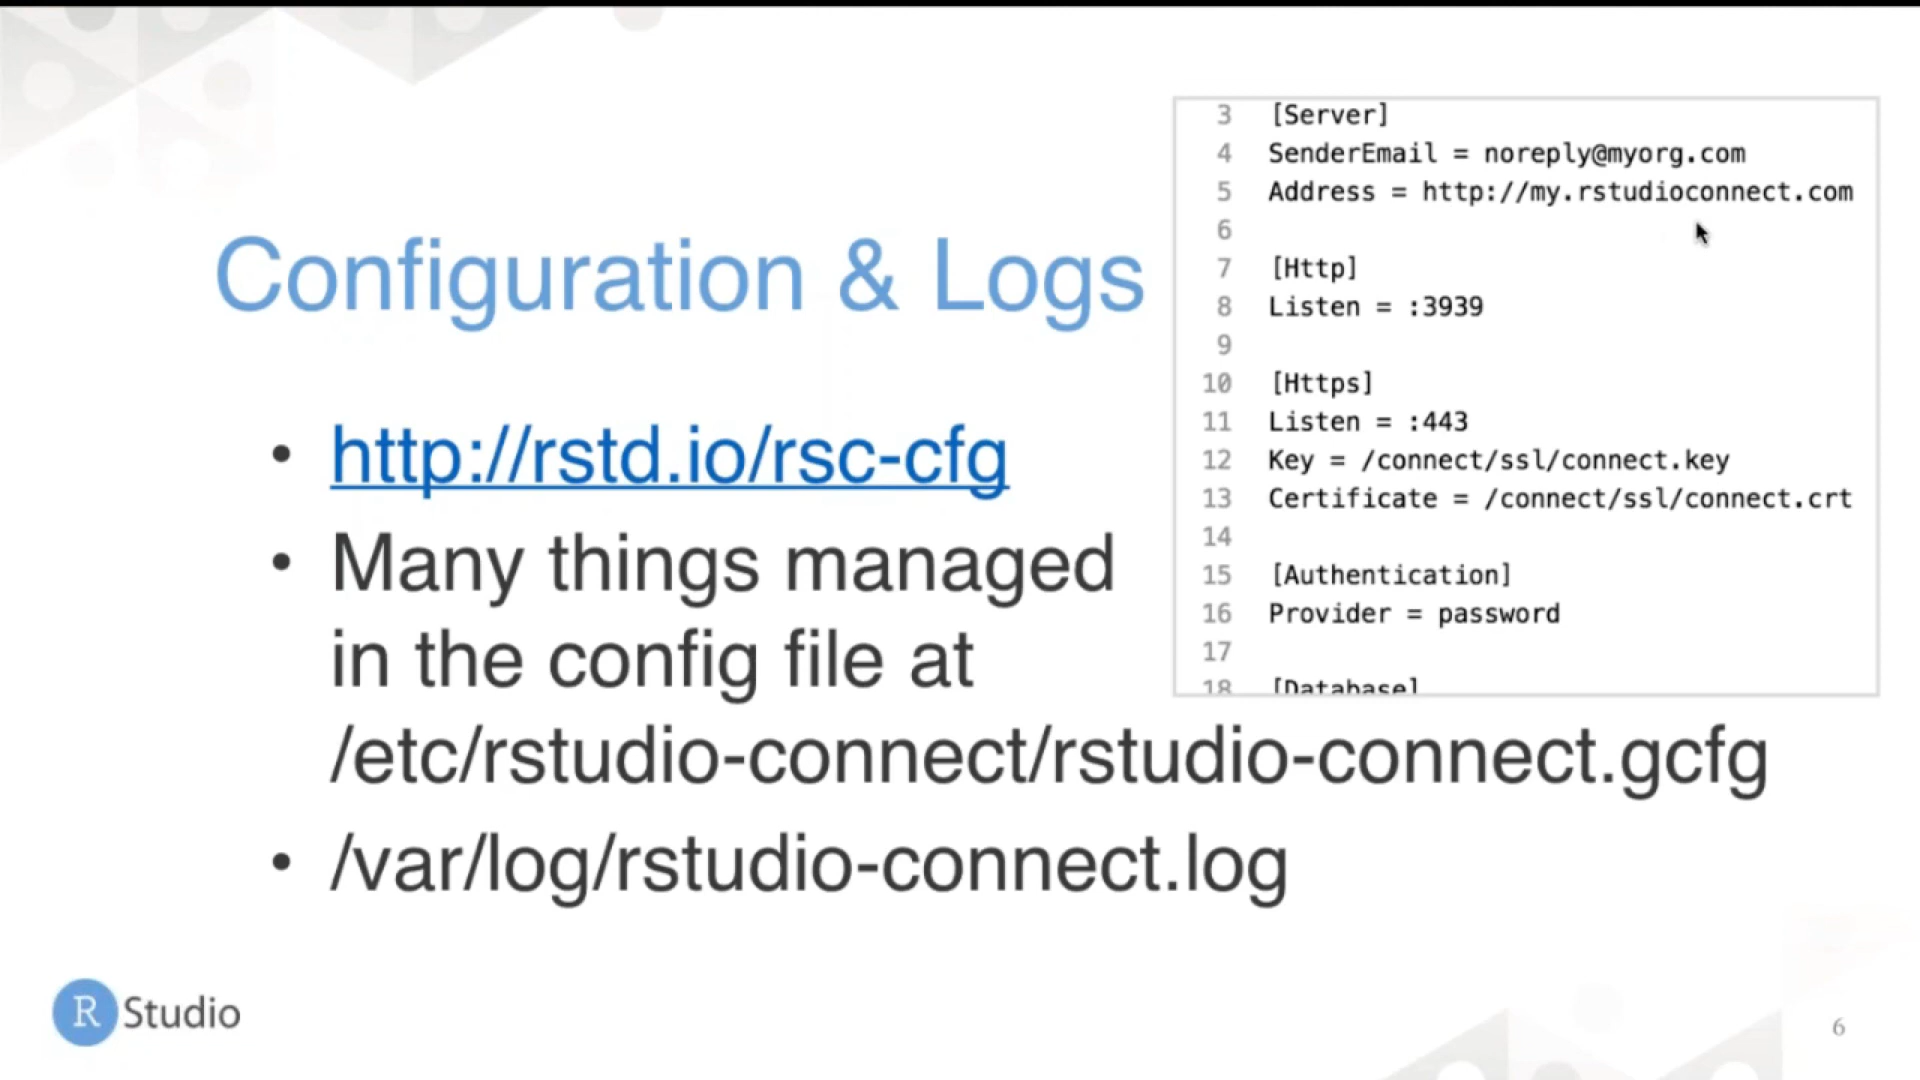 Configuration & Logs
• http://rstd.io/rsc-cfg
• Many things managed
in the config file at
/etc/rstudio-connect/rstudio-connect.gcfg
• /var/log/rstudio-connect.log
3 [Server]
4 SenderEmail = noreply@myorg.com
5 Address = http://my.rstudioconnect.com
6
7 [Http]
8 Listen = :3939
9
10 [Https]
11 Listen = :443
12 Key = /connect/ssl/connect.key
13 Certificate = /connect/ssl/connect.crt
14
15 [Authentication]
16 Provider = password
17
18 [Database]
R Studio
6